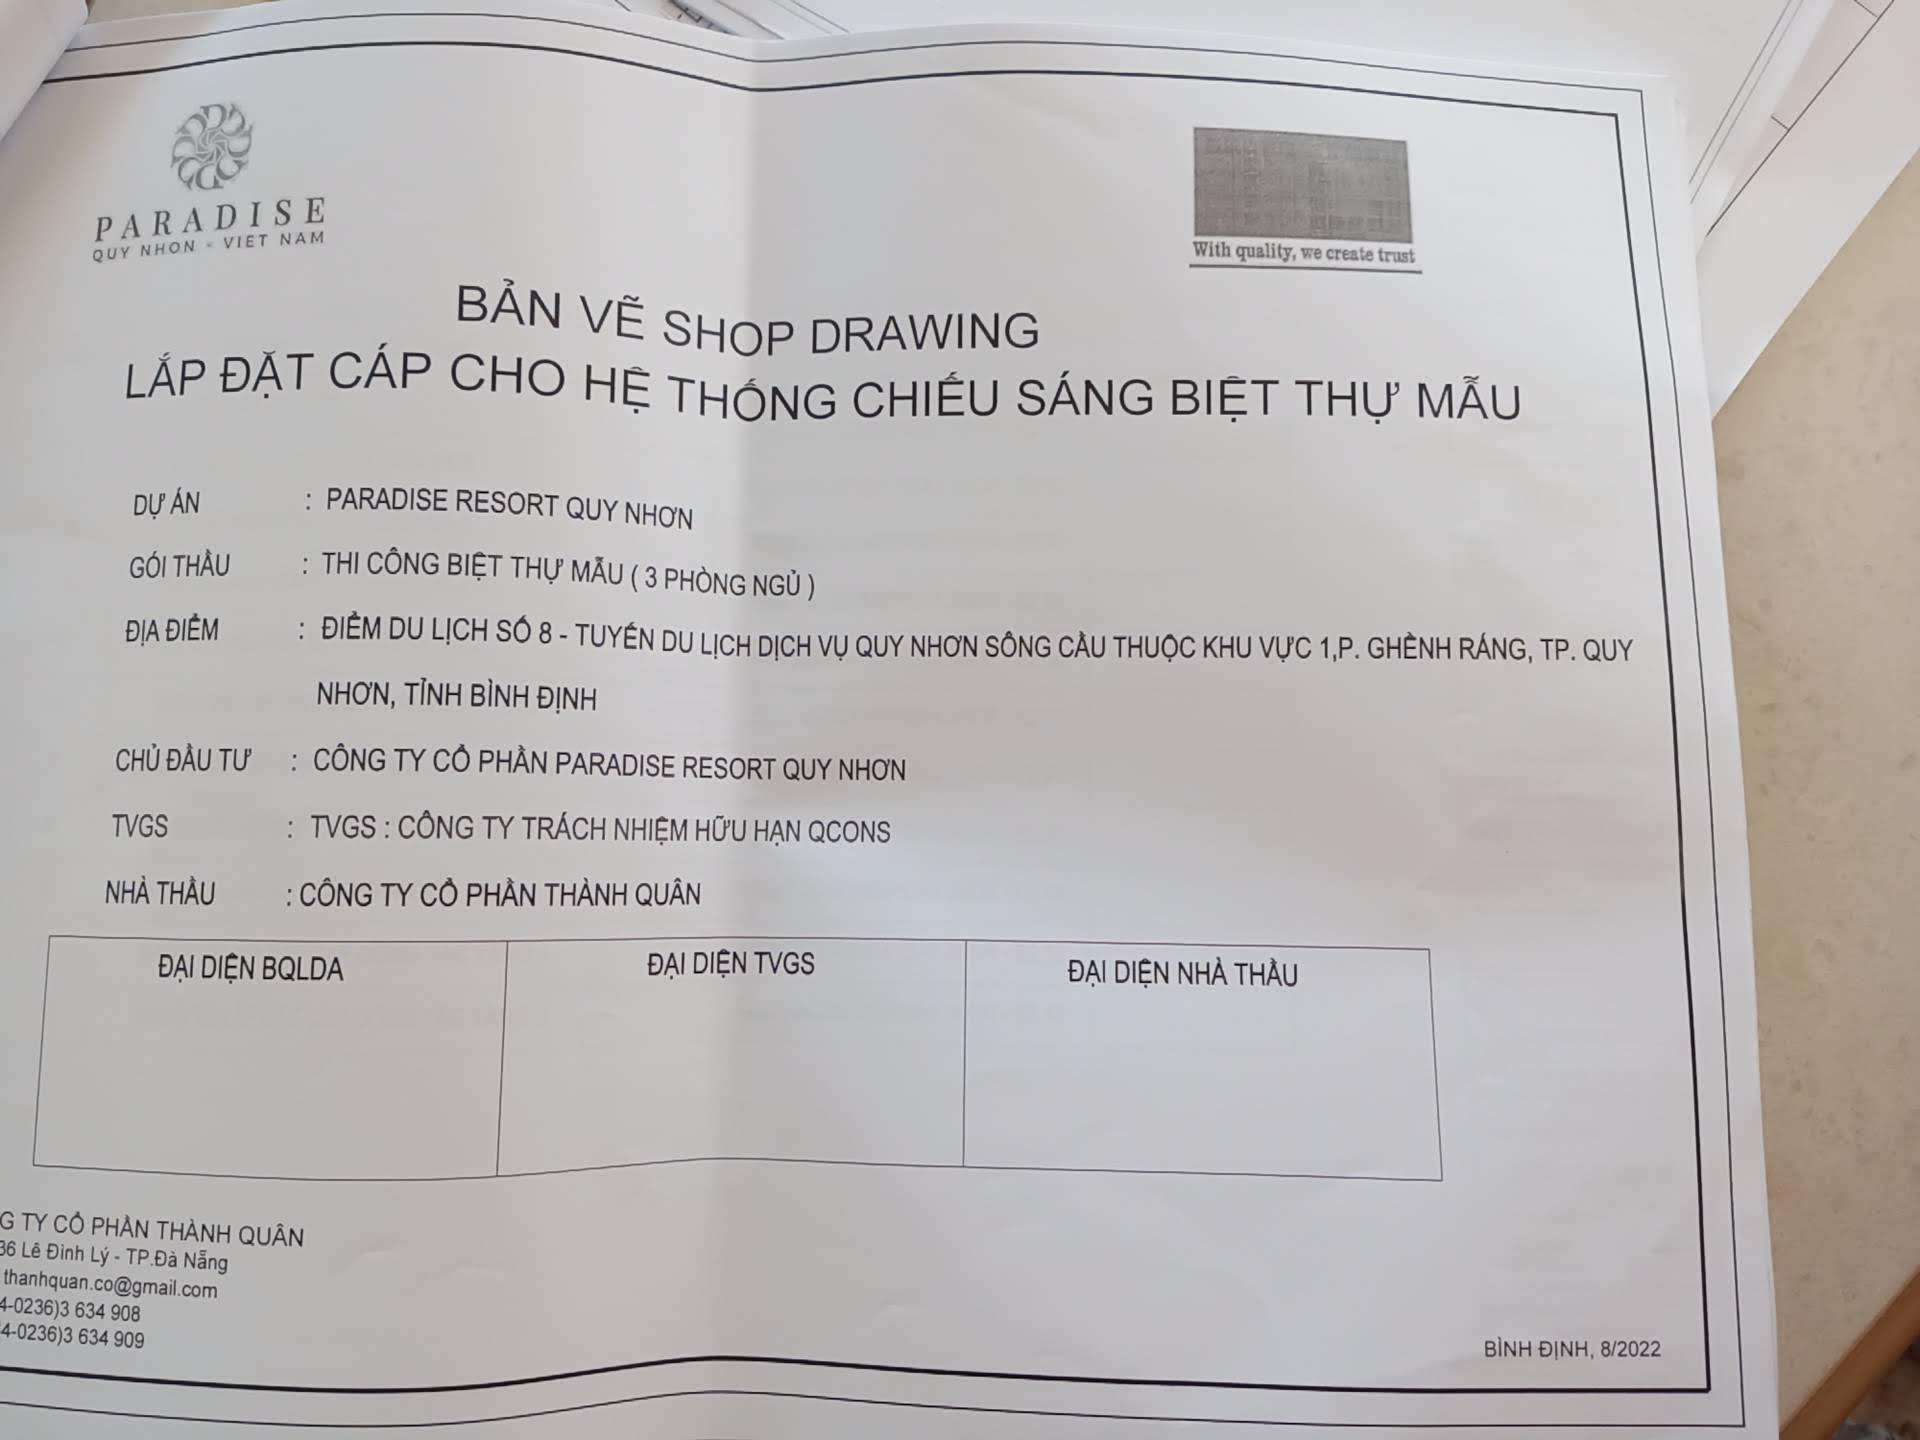 PARADISE
QUY NHON - VIET NAM
With quality, we create trust
BẢN VẼ SHOP DRAWING
LẮP ĐẶT CÁP CHO HỆ THỐNG CHIẾU SÁNG BIỆT THỰ MẪU
DỰ ÁN : PARADISE RESORT QUY NHƠN
GÓI THẦU : THI CÔNG BIỆT THỰ MẪU ( 3 PHÒNG NGỦ )
ĐỊA ĐIỂM : ĐIỂM DU LỊCH SỐ 8 - TUYẾN DU LỊCH DỊCH VỤ QUY NHƠN SÔNG CẦU THUỘC KHU VỰC 1,P. GHỀNH RÁNG, TP. QUY
NHƠN, TỈNH BÌNH ĐỊNH
CHỦ ĐẦU TƯ : CÔNG TY CỔ PHẦN PARADISE RESORT QUY NHƠN
TVGS : TVGS : CÔNG TY TRÁCH NHIỆM HỮU HẠN QCONS
NHÀ THẦU : CÔNG TY CỔ PHẦN THÀNH QUÂN
ĐẠI DIỆN BQLDA ĐẠI DIỆN TVGS ĐẠI DIỆN NHÀ THẦU
G TY CỔ PHẦN THÀNH QUÂN
36 Lê Đình Lý - TP.Đà Nẵng
thanhquan.co@gmail.com
4-0236)3 634 908
4-0236)3 634 909
BÌNH ĐỊNH, 8/2022